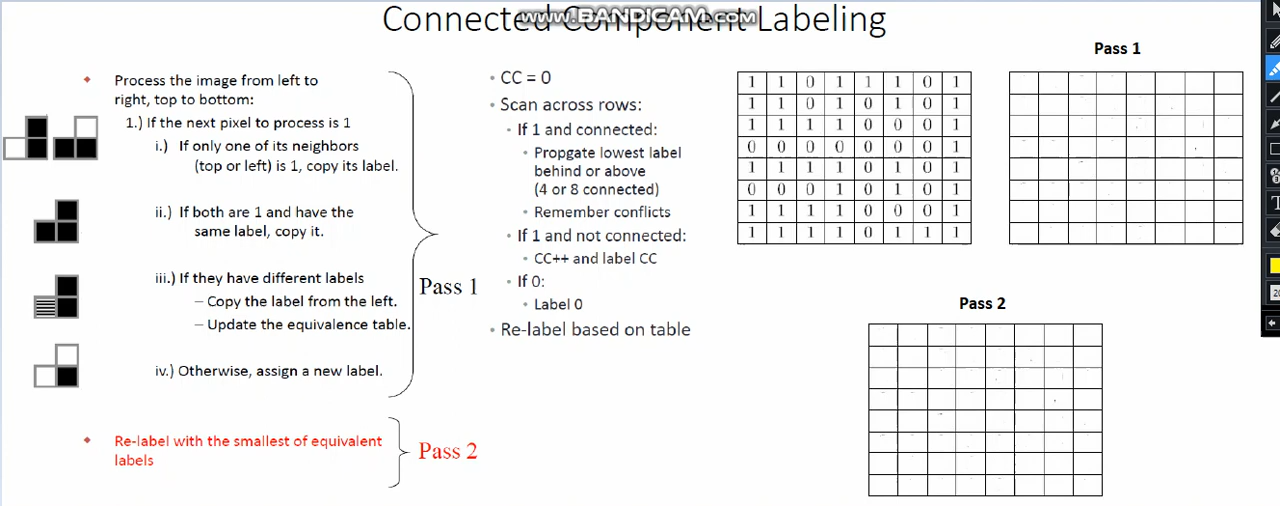 Connected Component Labeling
www.BANDICAM.com
Process the image from left to
right, top to bottom:
1.) If the next pixel to process is 1
i.) If only one of its neighbors
(top or left) is 1, copy its label.
ii.) If both are 1 and have the
same label, copy it.
iii.) If they have different labels
– Copy the label from the left.
– Update the equivalence table.
iv.) Otherwise, assign a new label.
Pass 1
Re-label with the smallest of equivalent
labels
Pass 2
• CC = 0
• Scan across rows:
• If 1 and connected:
• Propgate lowest label
behind or above
(4 or 8 connected)
• Remember conflicts
• If 1 and not connected:
• CC++ and label CC
• If 0:
• Label 0
• Re-label based on table
1 1 0 1 1 1 0 1
1 1 0 1 0 1 0 1
1 1 1 1 0 0 0 1
0 0 0 0 0 0 0 1
1 1 1 1 0 1 0 1
0 0 0 1 0 1 0 1
1 1 1 1 0 0 0 1
1 1 1 1 0 1 1 1
Pass 1
Pass 2